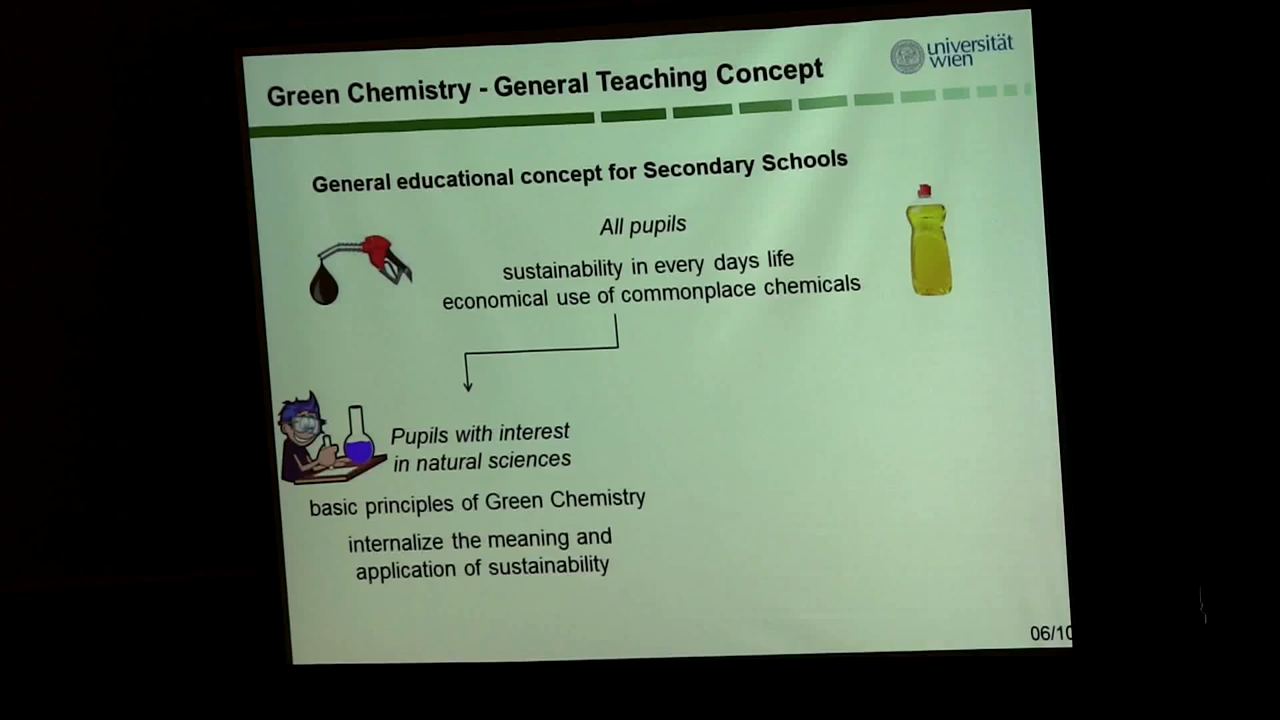 Green Chemistry - General Teaching Concept
universität
wien
General educational concept for Secondary Schools
All pupils
sustainability in every days life
economical use of commonplace chemicals
Pupils with interest
in natural sciences
basic principles of Green Chemistry
internalize the meaning and
application of sustainability
06/10